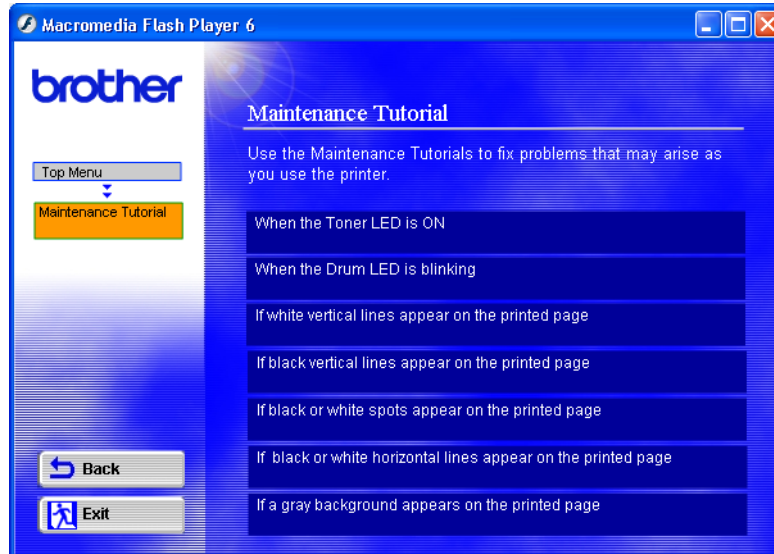 Macromedia Flash Player 6
brother
Top Menu
Maintenance Tutorial
Back
Exit
Maintenance Tutorial
Use the Maintenance Tutorials to fix problems that may arise as
you use the printer.
When the Toner LED is ON
When the Drum LED is blinking
If white vertical lines appear on the printed page
If black vertical lines appear on the printed page
If black or white spots appear on the printed page
If black or white horizontal lines appear on the printed page
If a gray background appears on the printed page